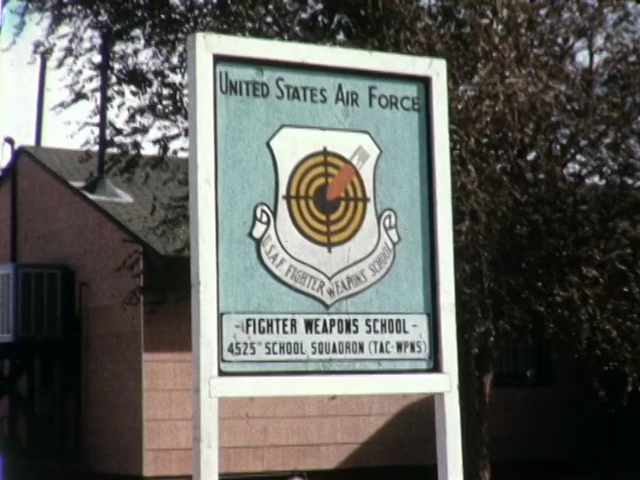 United States Air Force
U.S.A.F. FIGHTER WEAPONS SCHOOL
-FIGHTER WEAPONS SCHOOL-
4525TH SCHOOL SQUADRON (TAC-WPNS)